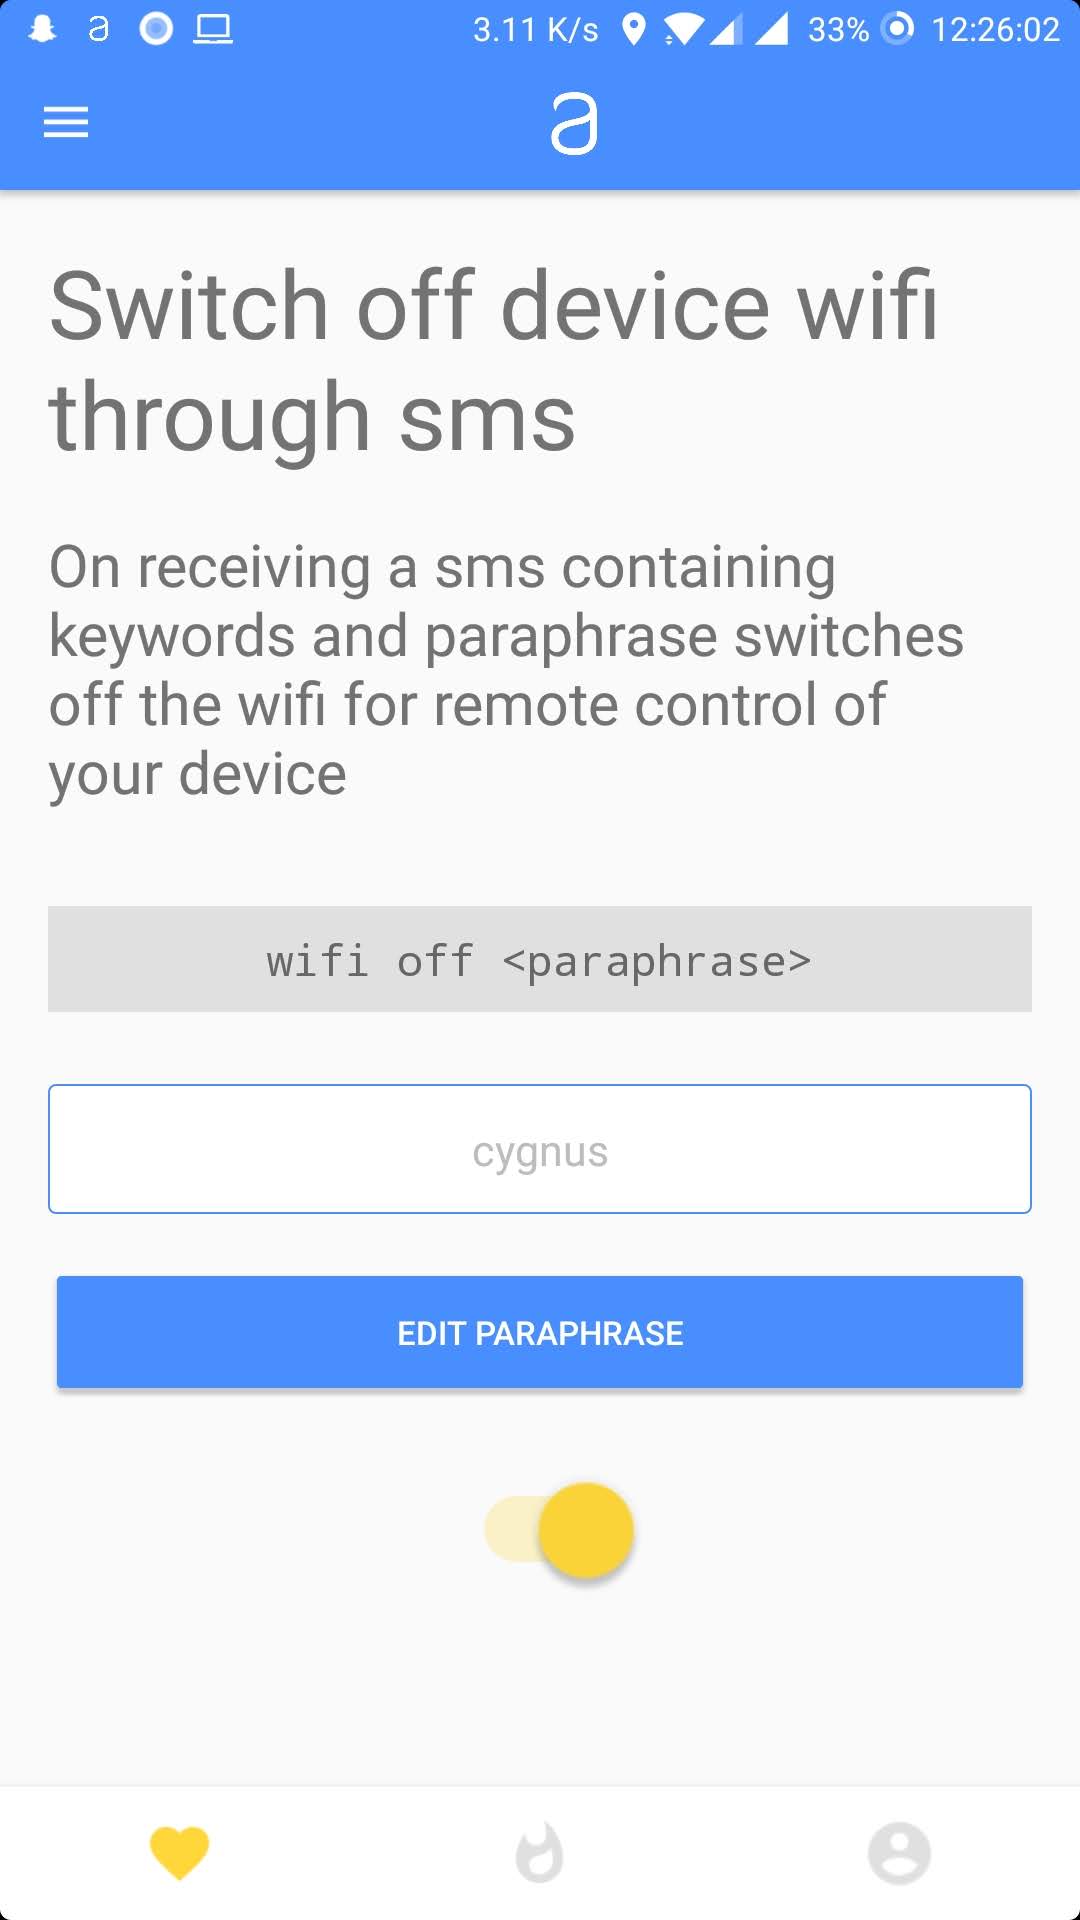 3.11 K/s 33% 12:26:02
a
Switch off device wifi
through sms
On receiving a sms containing
keywords and paraphrase switches
off the wifi for remote control of
your device
wifi off <paraphrase>
cygnus
EDIT PARAPHRASE